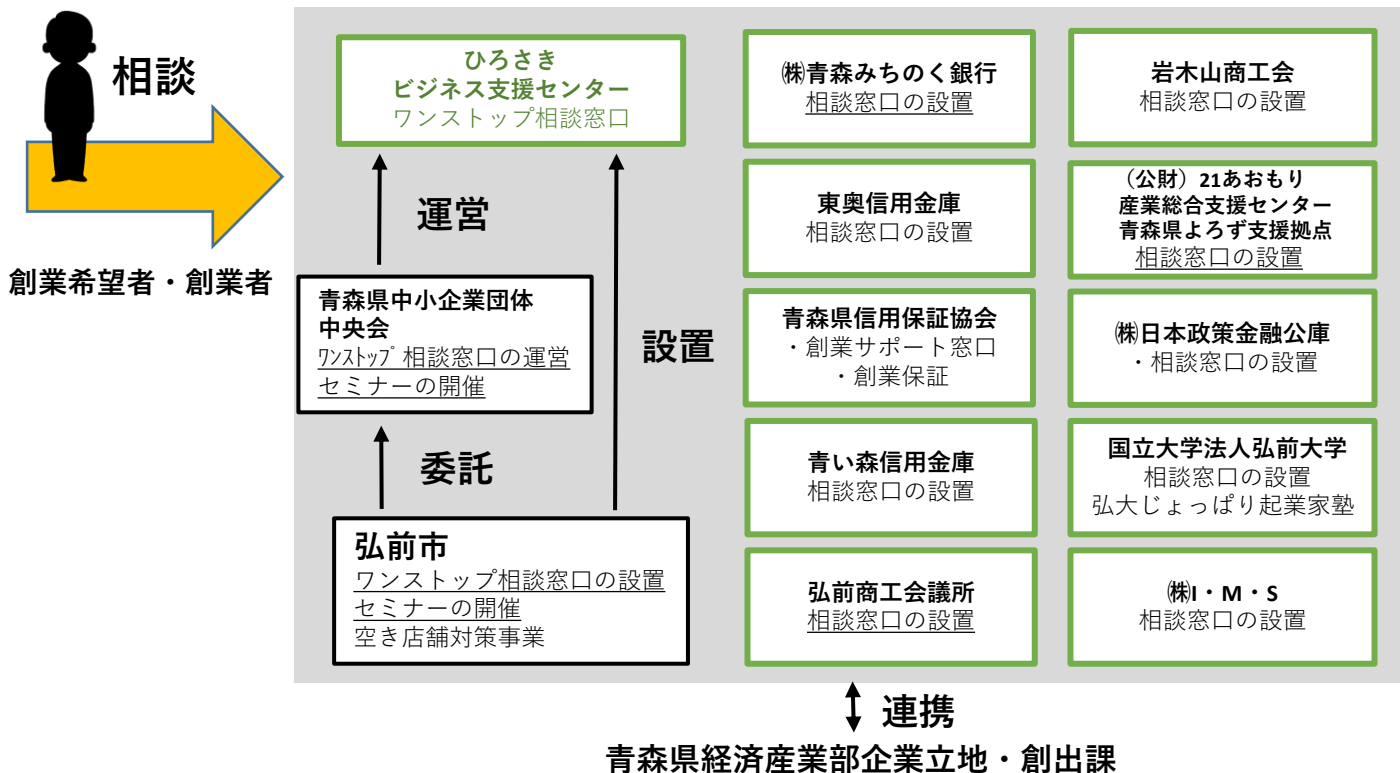 相談
創業希望者・創業者
ひろさき
ビジネス支援センター
ワンストップ相談窓口
運営
設置
青森県中小企業団体
中央会
ﾜﾝｽﾄｯﾌﾟ 相談窓口の運営
セミナーの開催
委託
弘前市
ワンストップ相談窓口の設置
セミナーの開催
空き店舗対策事業
㈱青森みちのく銀行
相談窓口の設置
東奥信用金庫
相談窓口の設置
青森県信用保証協会
・創業サポート窓口
・創業保証
青い森信用金庫
相談窓口の設置
弘前商工会議所
相談窓口の設置
岩木山商工会
相談窓口の設置
（公財）21あおもり
産業総合支援センター
青森県よろず支援拠点
相談窓口の設置
㈱日本政策金融公庫
・相談窓口の設置
国立大学法人弘前大学
相談窓口の設置
弘大じょっぱり起業家塾
㈱I・M・S
相談窓口の設置
連携
青森県経済産業部企業立地・創出課